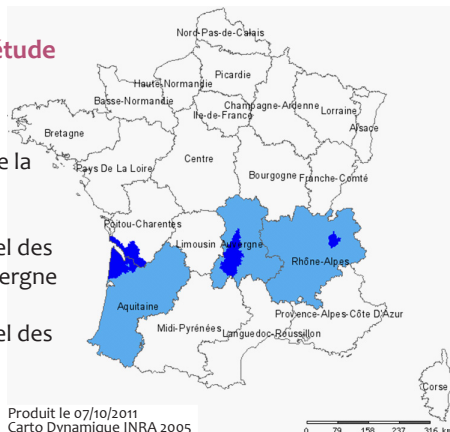 étude
e la
el des
vergne
el des
Nord-Pas-de-Calais
Picardie
Haute-Normandie
Basse-Normandie
Champagne-Ardenne
Ile-de-France
Lorraine
Alsace
Bretagne
Pays De La Loire
Centre
Bourgogne
Franche-Comté
Poitou-Charentes
Limousin
Auvergne
Rhône-Alpes
Aquitaine
Midi-Pyrénées
Languedoc-Roussillon
Provence-Alpes-Côte D'Azur
Corse
Produit le 07/10/2011
Carto Dynamique INRA 2005
0 79 158 237 316 km